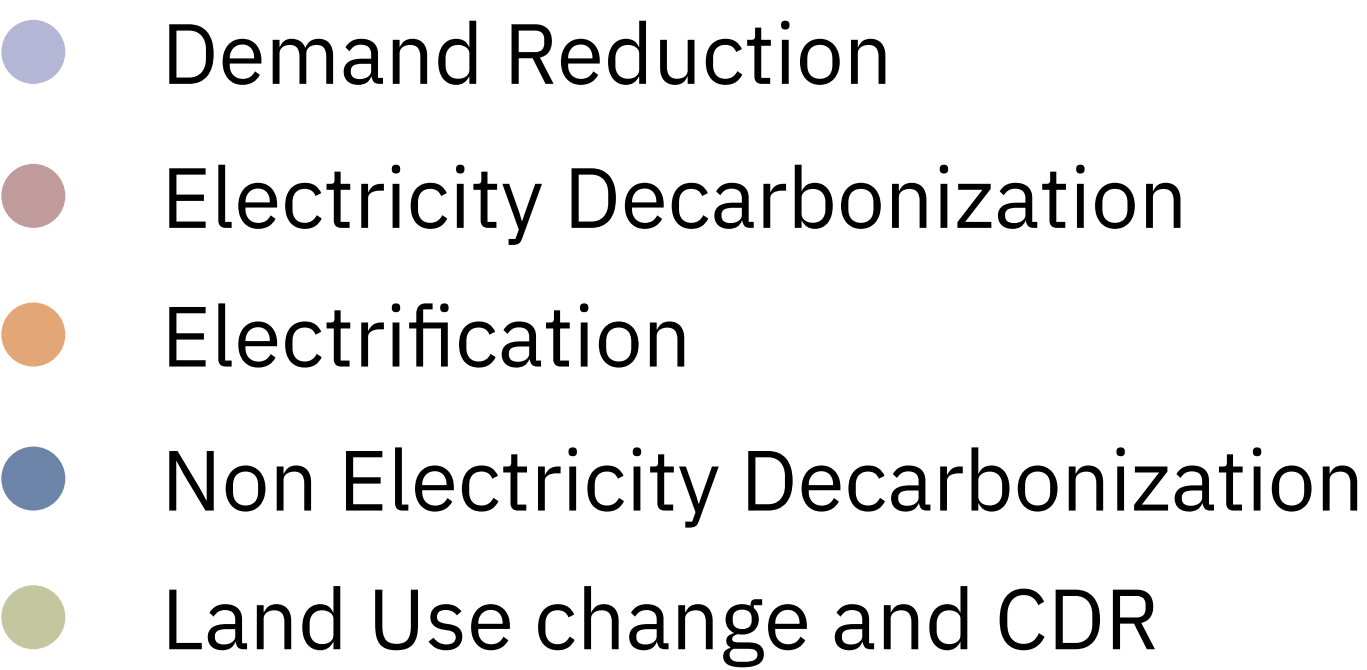 Demand Reduction
Electricity Decarbonization
Electrification
Non Electricity Decarbonization
Land Use change and CDR